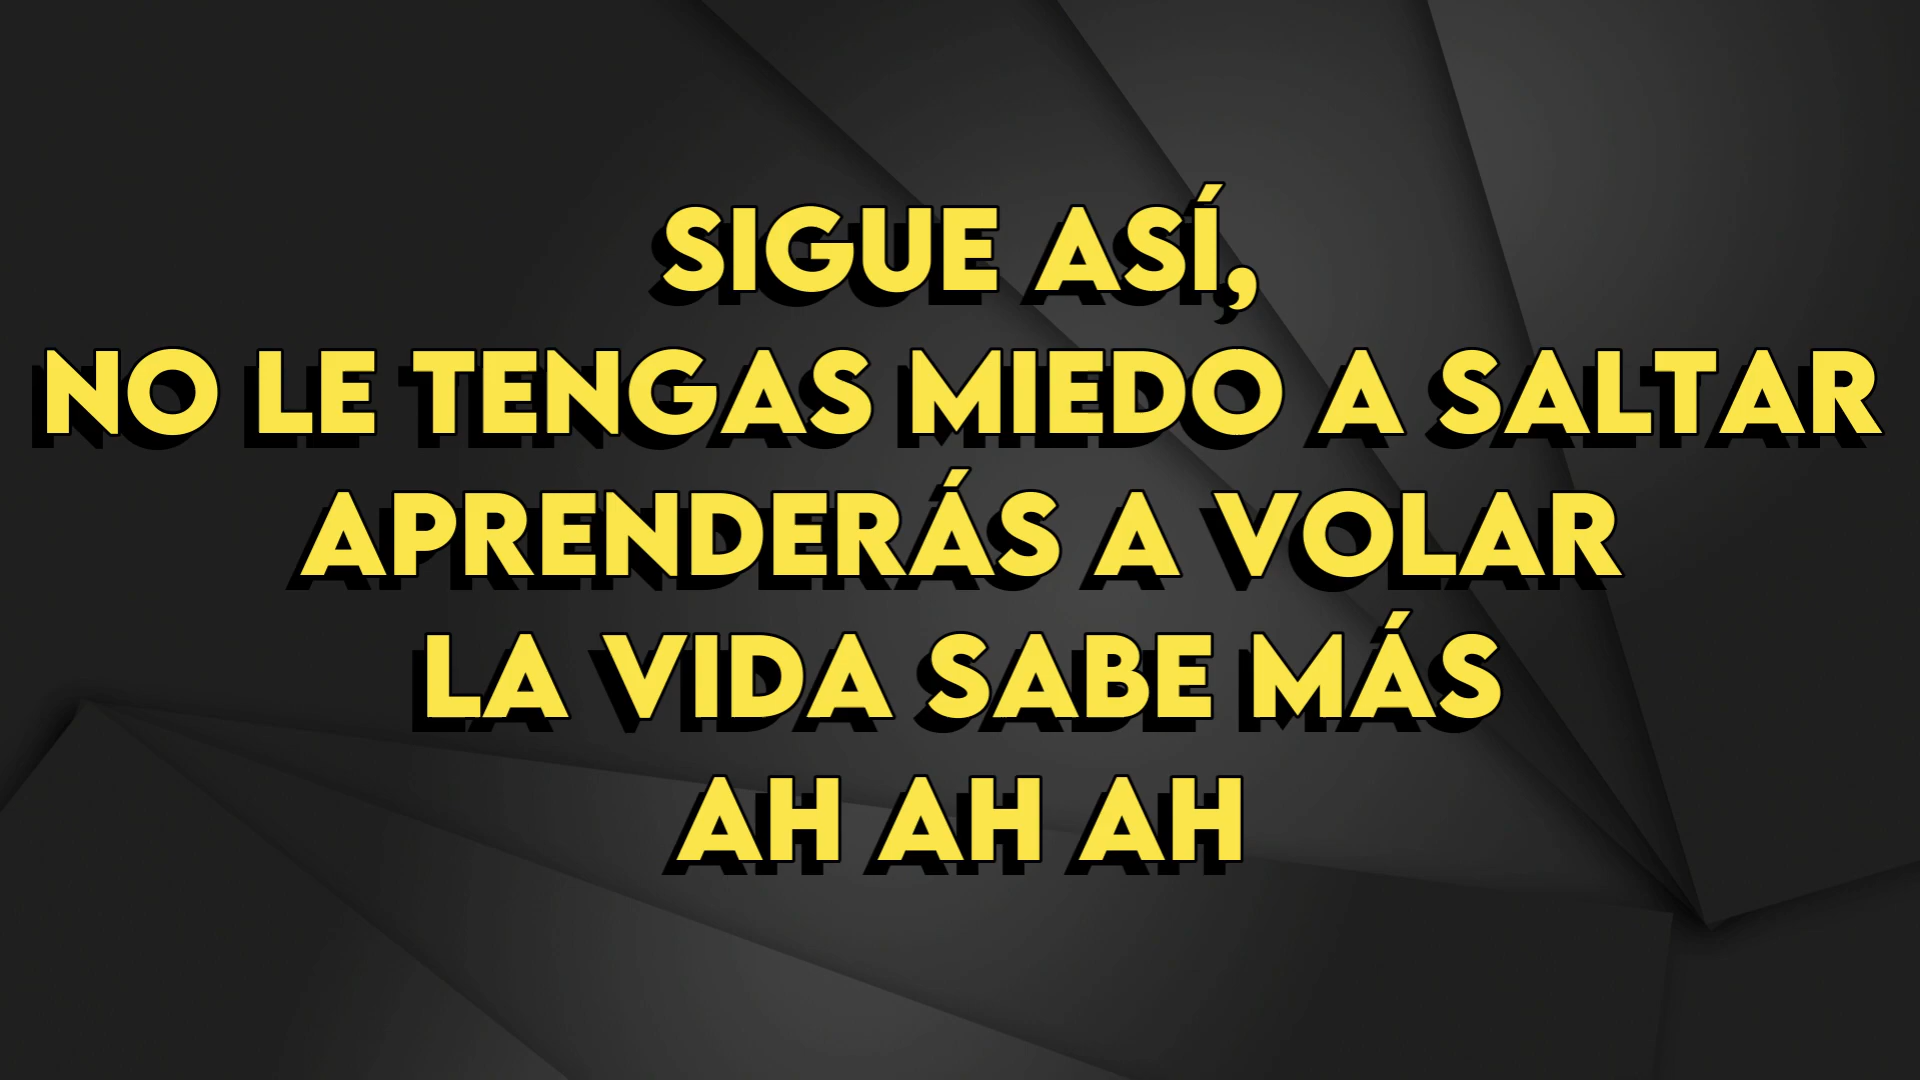 SIGUE ASÍ,
NO LE TENGAS MIEDO A SALTAR
APRENDERÁS A VOLAR
LA VIDA SABE MÁS
AH AH AH